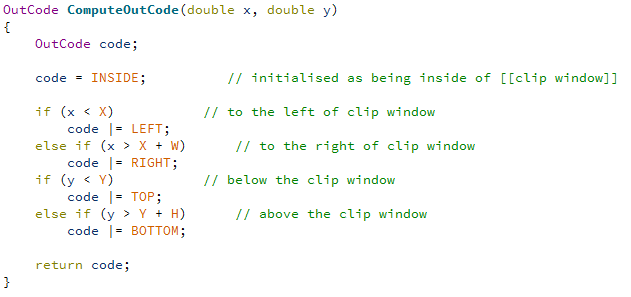 OutCode ComputeOutCode(double x, double y)
{
    OutCode code;

    code = INSIDE;          // initialised as being inside of [[clip window]]

    if (x < X)           // to the left of clip window
        code |= LEFT;
    else if (x > X + W)      // to the right of clip window
        code |= RIGHT;
    if (y < Y)           // below the clip window
        code |= TOP;
    else if (y > Y + H)      // above the clip window
        code |= BOTTOM;

    return code;
}